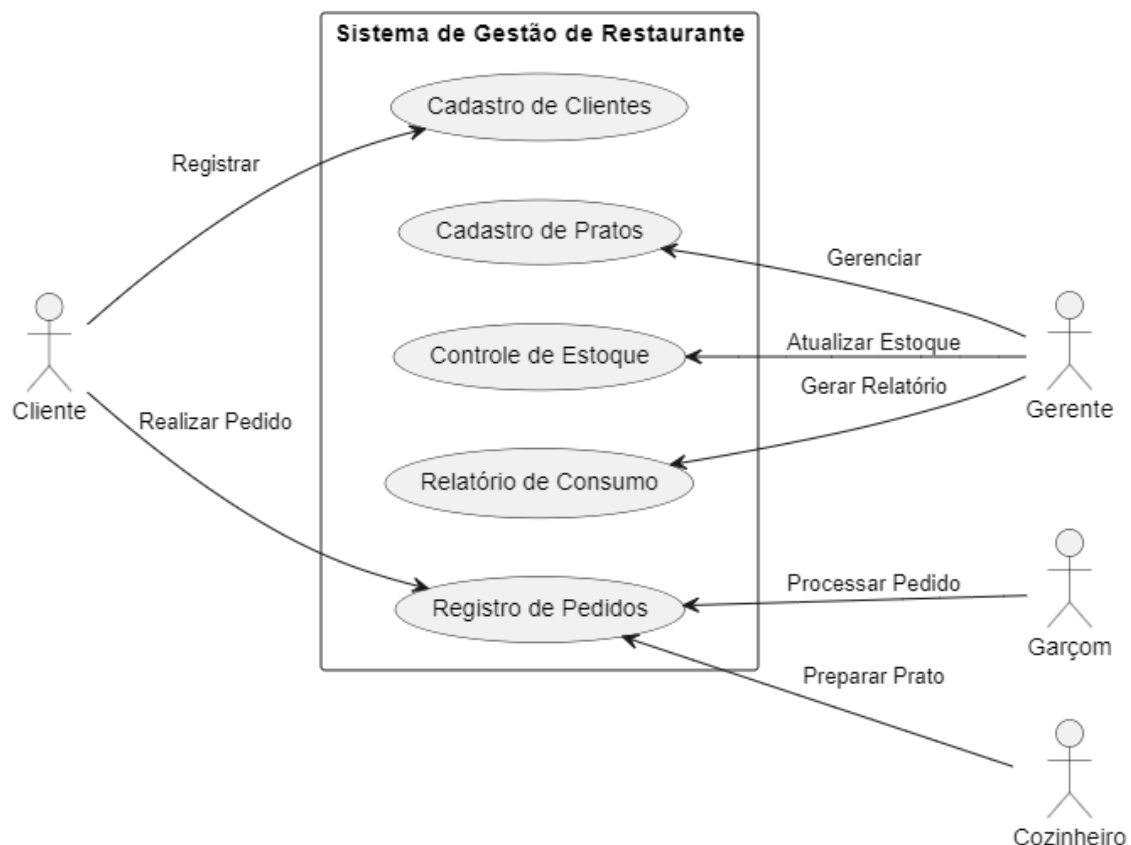 Sistema de Gestão de Restaurante
Cadastro de Clientes
Registrar
Cadastro de Pratos
Gerenciar
Atualizar Estoque
Controle de Estoque
Gerar Relatório
Cliente
Gerente
Realizar Pedido
Relatório de Consumo
Processar Pedido
Registro de Pedidos
Garçom
Preparar Prato
Cozinheiro